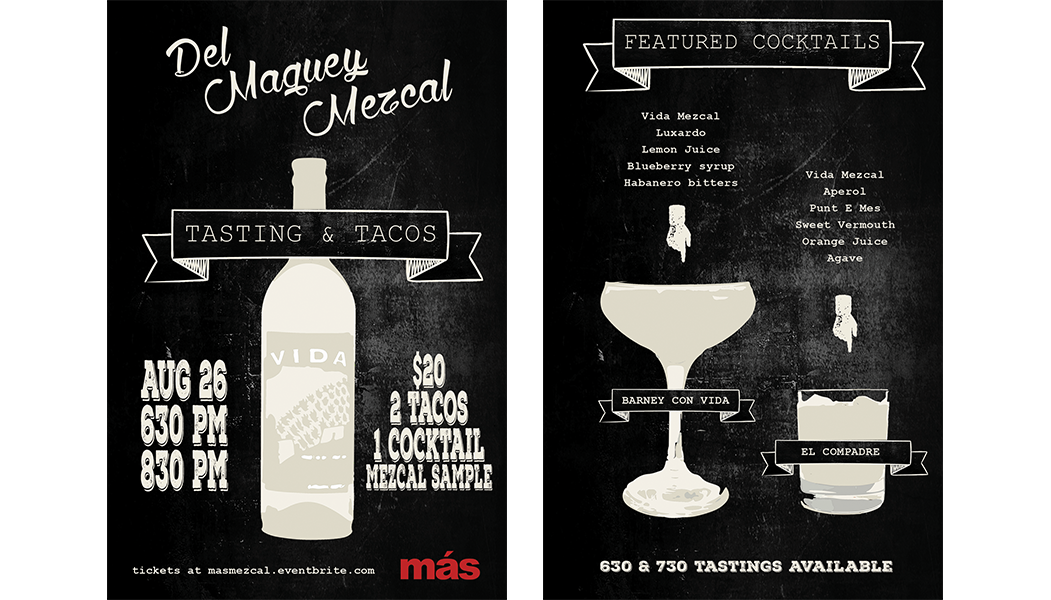 Del
Maguey
Mezcal
TASTING & TACOS
VIDA
AUG 26
630 PM
830 PM
$20
2 TACOS
1 COCKTAIL
MEZCAL SAMPLE
tickets at masmezcal.eventbrite.com
más
FEATURED COCKTAILS
Vida Mezcal
Luxardo
Lemon Juice
Blueberry syrup
Habanero bitters
Vida Mezcal
Aperol
Punt E Mes
Sweet Vermouth
Orange Juice
Agave
BARNEY CON VIDA
EL COMPADRE
630 & 730 TASTINGS AVAILABLE